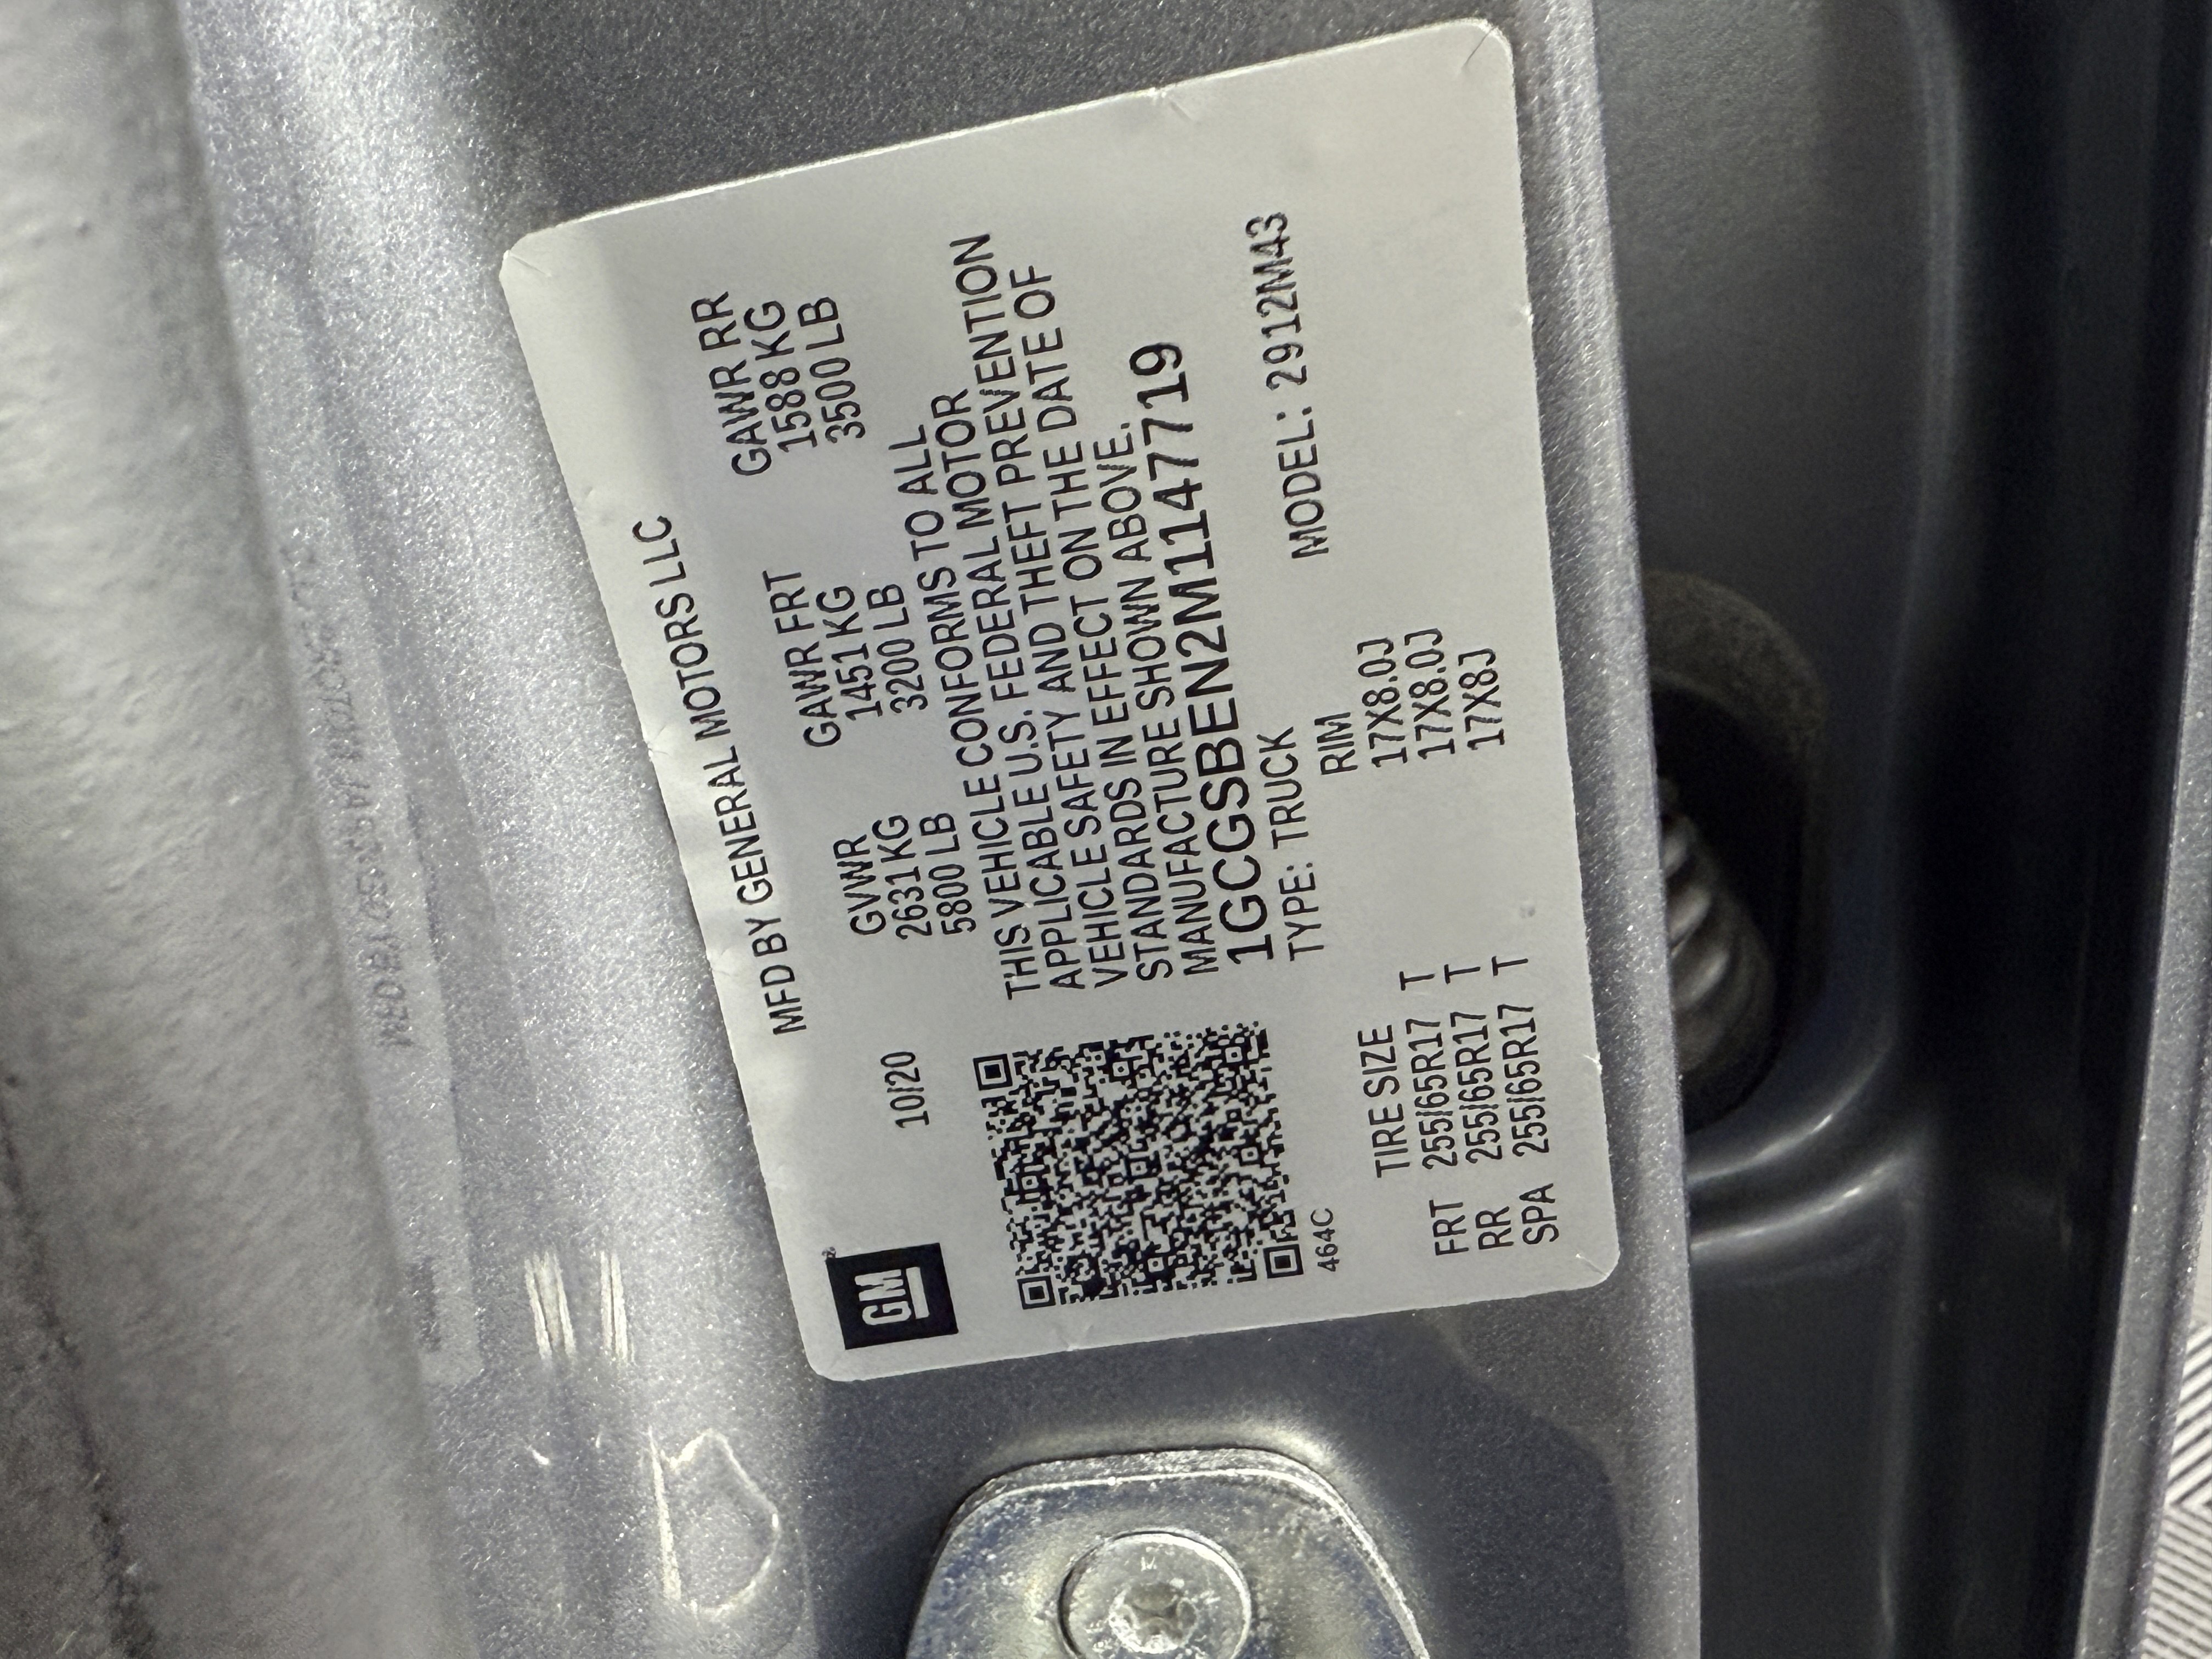 MFD BY GENERAL MOTORS LLC
GM
10/20 GVWR GAWR FRT GAWR RR
2631 KG 1451 KG 1588 KG
5800 LB 3200 LB 3500 LB
THIS VEHICLE CONFORMS TO ALL
APPLICABLE U.S. FEDERAL MOTOR
VEHICLE SAFETY AND THEFT PREVENTION
STANDARDS IN EFFECT ON THE DATE OF
MANUFACTURE SHOWN ABOVE.
1GCGSBEN2M1147719
464C TYPE: TRUCK MODEL: 2912M43
TIRE SIZE RIM
FRT 255/65R17 T 17X8.0J
RR 255/65R17 T 17X8.0J
SPA 255/65R17 T 17X8J